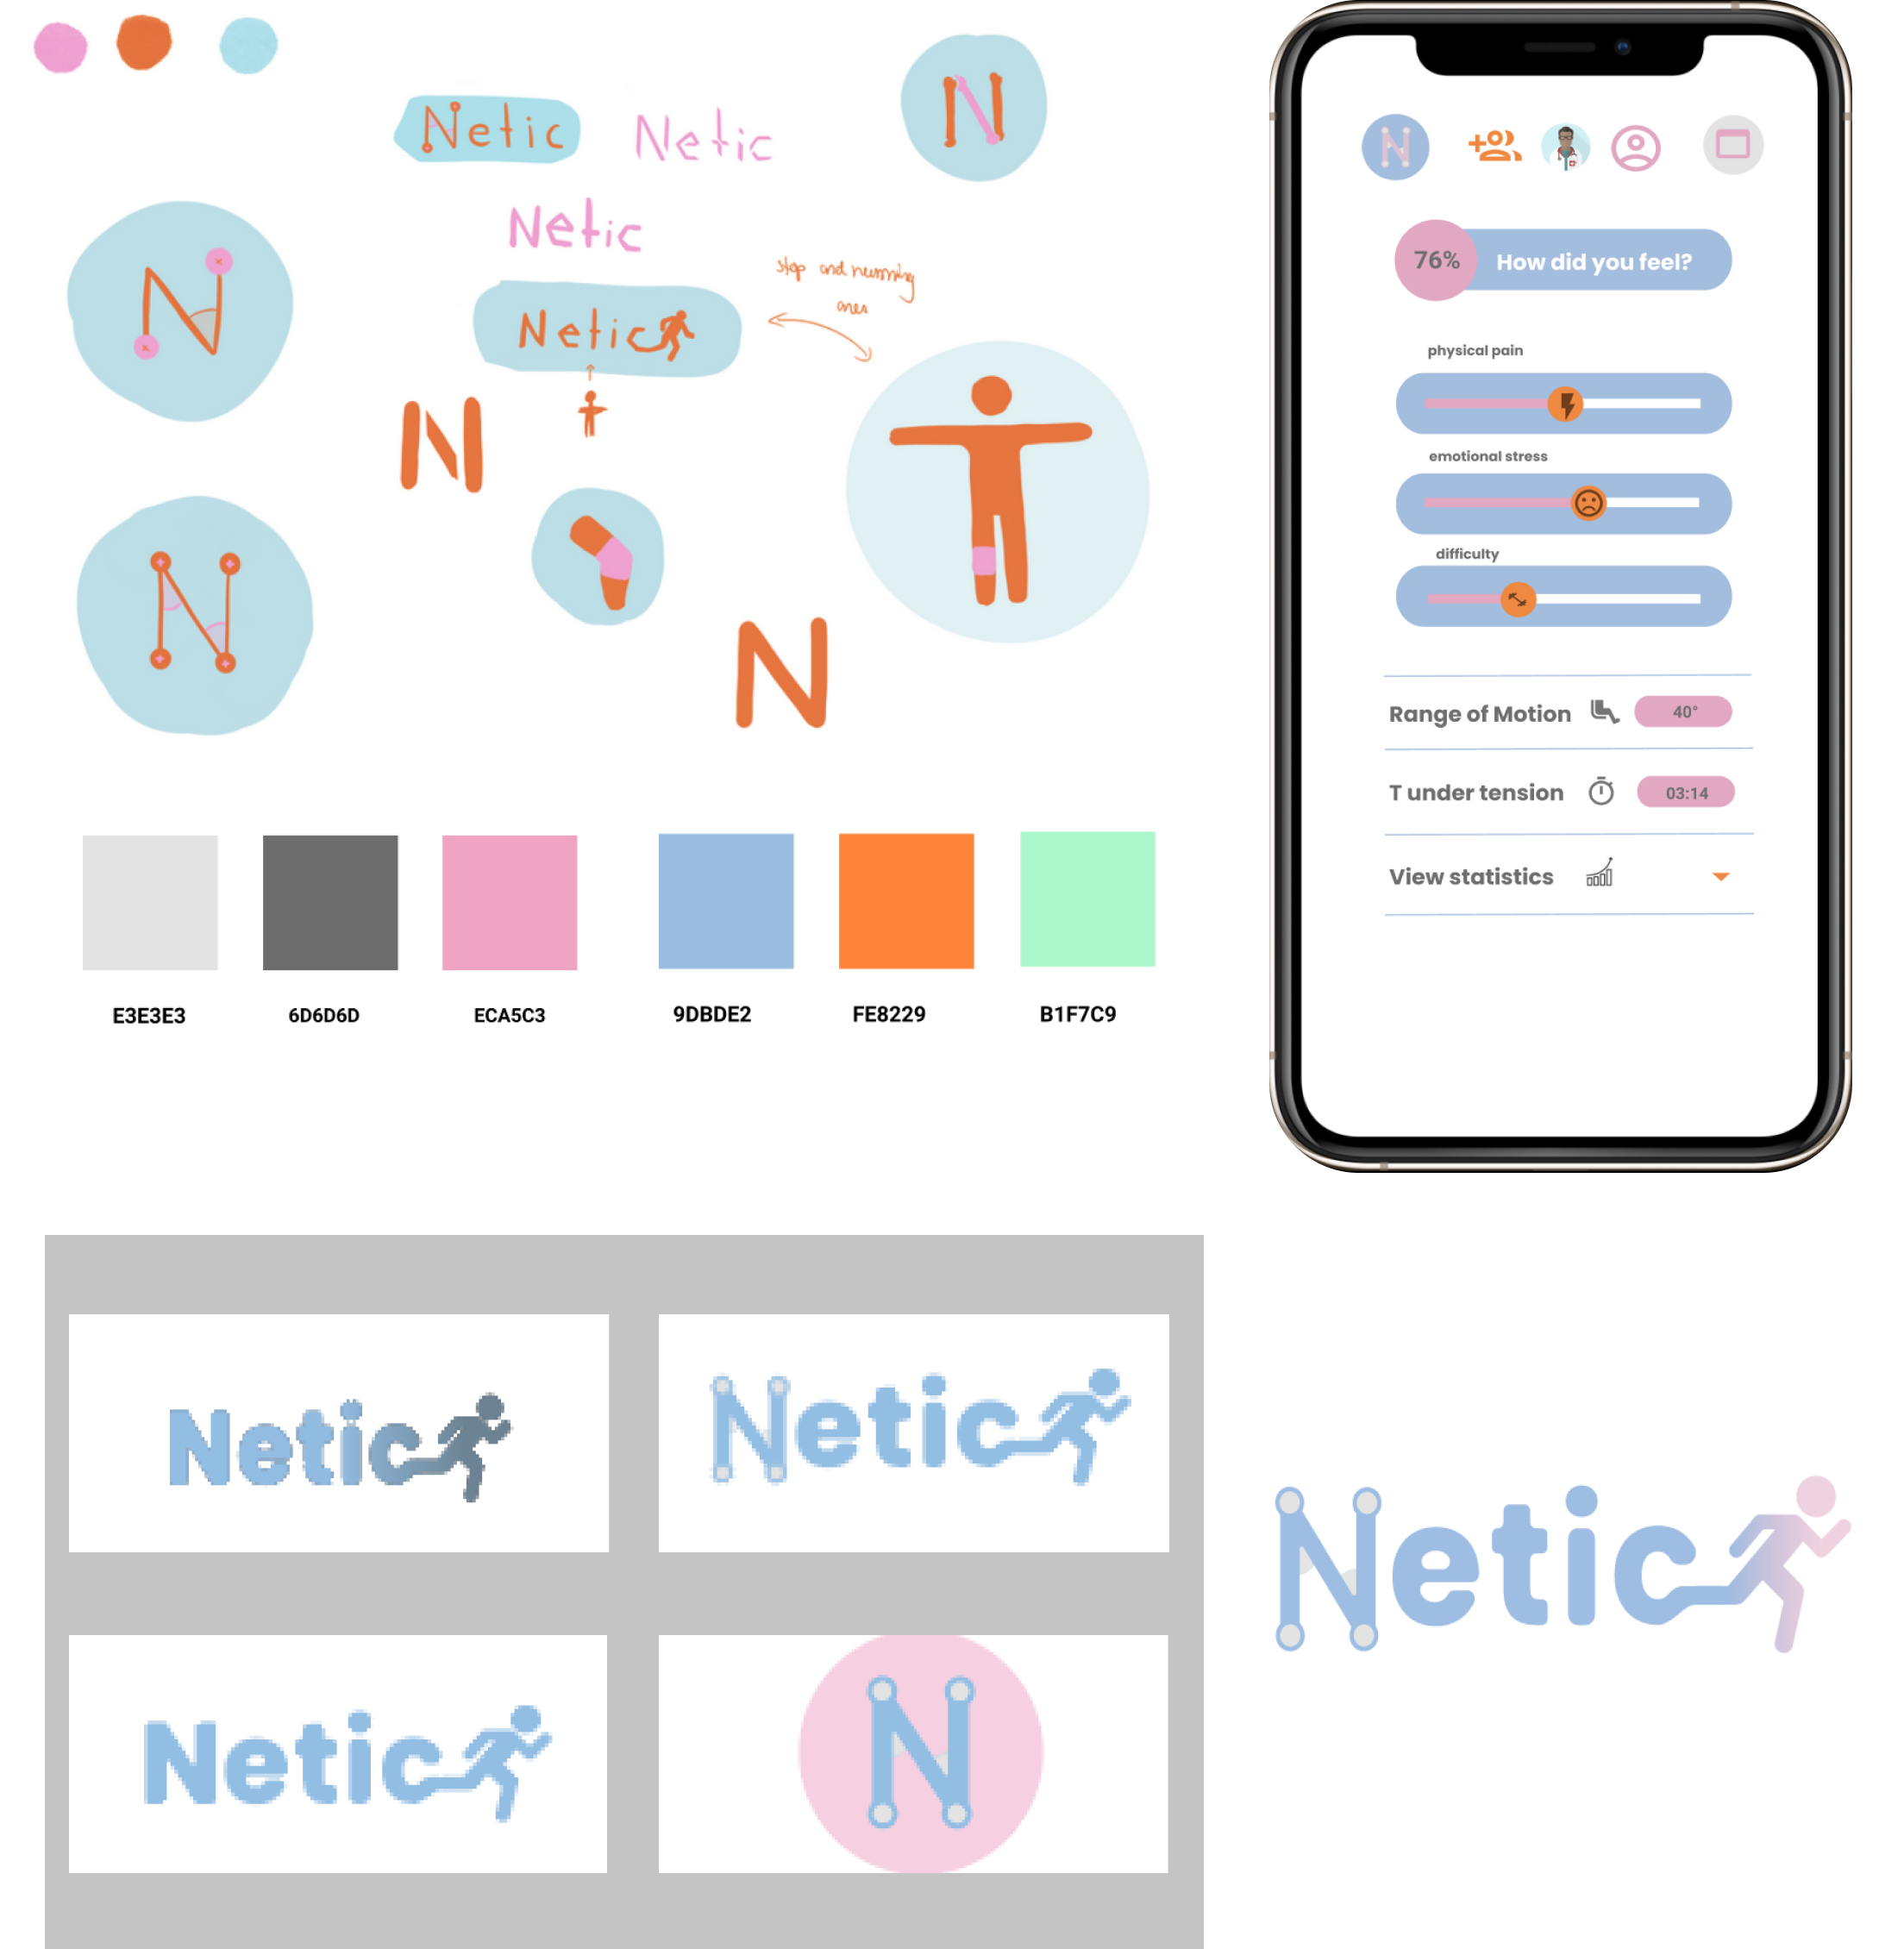 Netic
Netic
N
Netic
stop and running
ones
N
Netic
N
N
N
E3E3E3
6D6D6D
ECA5C3
9DBDE2
FE8229
B1F7C9
N
76%
How did you feel?
physical pain
emotional stress
difficulty
Range of Motion
40°
T under tension
03:14
View statistics
Netic
Netic
Netic
N
Netic